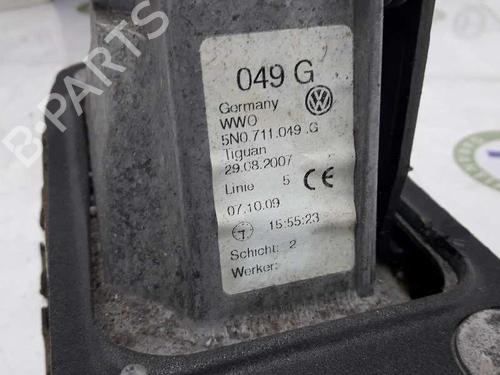 B-PARTS
049 G
Germany
WWO
5N0.711.049 .G
Tiguan
29.08.2007
Linie 5 CE
07.10.09
15:55:23
Schicht: 2
Werker: